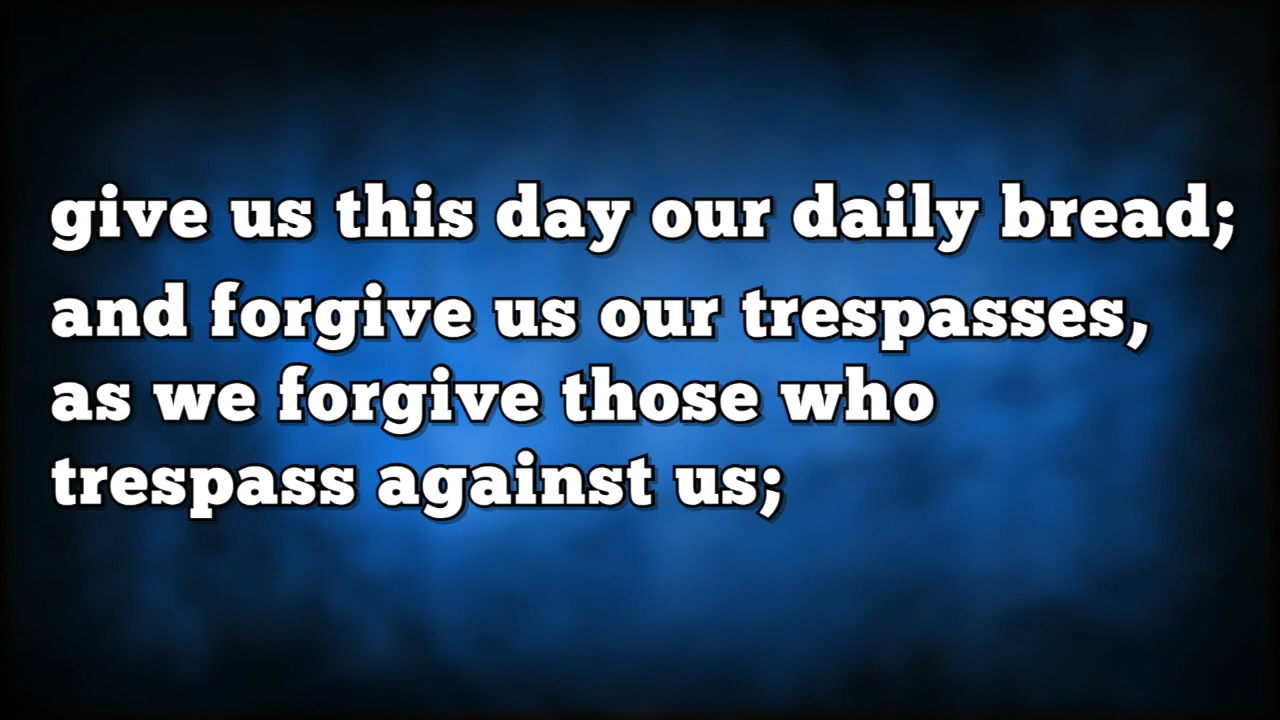 give us this day our daily bread;
and forgive us our trespasses,
as we forgive those who
trespass against us;